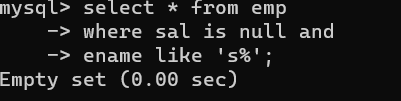 mysql> select * from emp
    -> where sal is null and
    -> ename like 's%';
Empty set (0.00 sec)